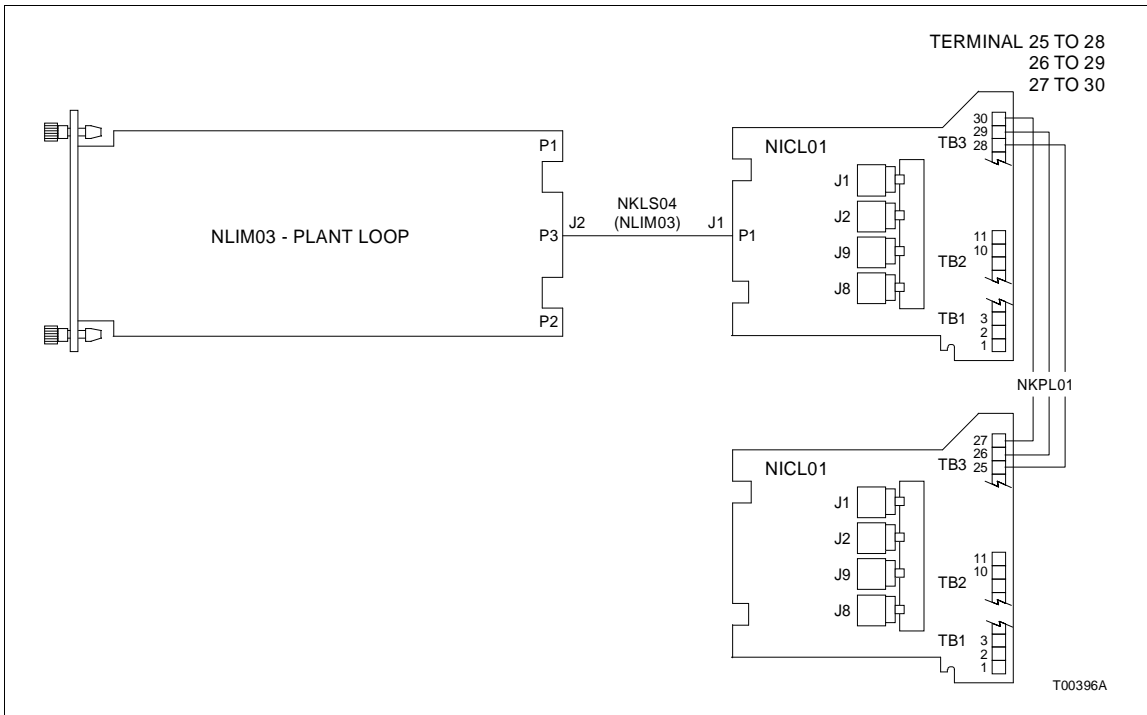 TERMINAL 25 TO 28
26 TO 29
27 TO 30
P1
NLIM03 - PLANT LOOP
P3
P2
J2
NKLS04
(NLIM03)
J1
P1
NICL01
J1
J2
J9
J8
TB3
30
29
28
TB2
11
10
TB1
3
2
1
NKPL01
NICL01
J1
J2
J9
J8
TB3
27
26
25
TB2
11
10
TB1
3
2
1
T00396A